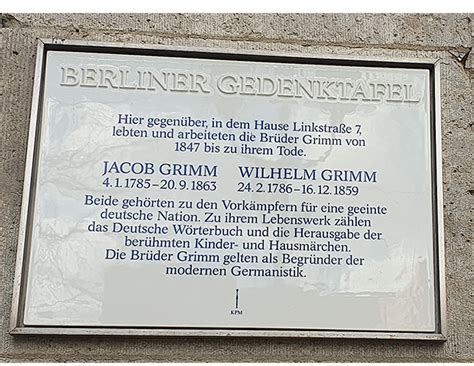 BERLINER GEDENKTAFEL
Hier gegenüber, in dem Hause Linkstraße 7,
lebten und arbeiteten die Brüder Grimm von
1847 bis zu ihrem Tode.
JACOB GRIMM WILHELM GRIMM
4.1.1785–20.9.1863 24.2.1786–16.12.1859
Beide gehörten zu den Vorkämpfern für eine geeinte
deutsche Nation. Zu ihrem Lebenswerk zählen
das Deutsche Wörterbuch und die Herausgabe der
berühmten Kinder- und Hausmärchen.
Die Brüder Grimm gelten als Begründer der
modernen Germanistik.
KPM